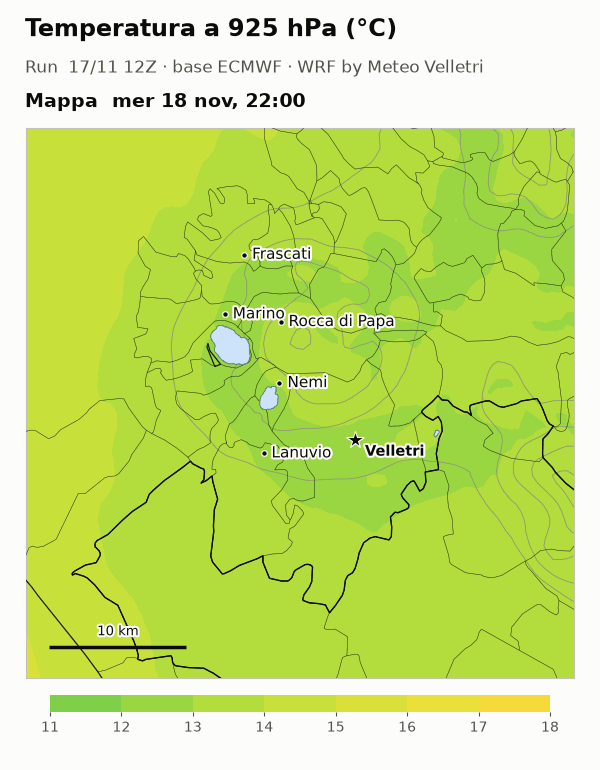 Temperatura a 925 hPa (°C)
Run  17/11 12Z · base ECMWF · WRF by Meteo Velletri
Mappa  mer 18 nov, 22:00
Frascati
Marino
Rocca di Papa
Nemi
Velletri
Lanuvio
10 km
11 12 13 14 15 16 17 18